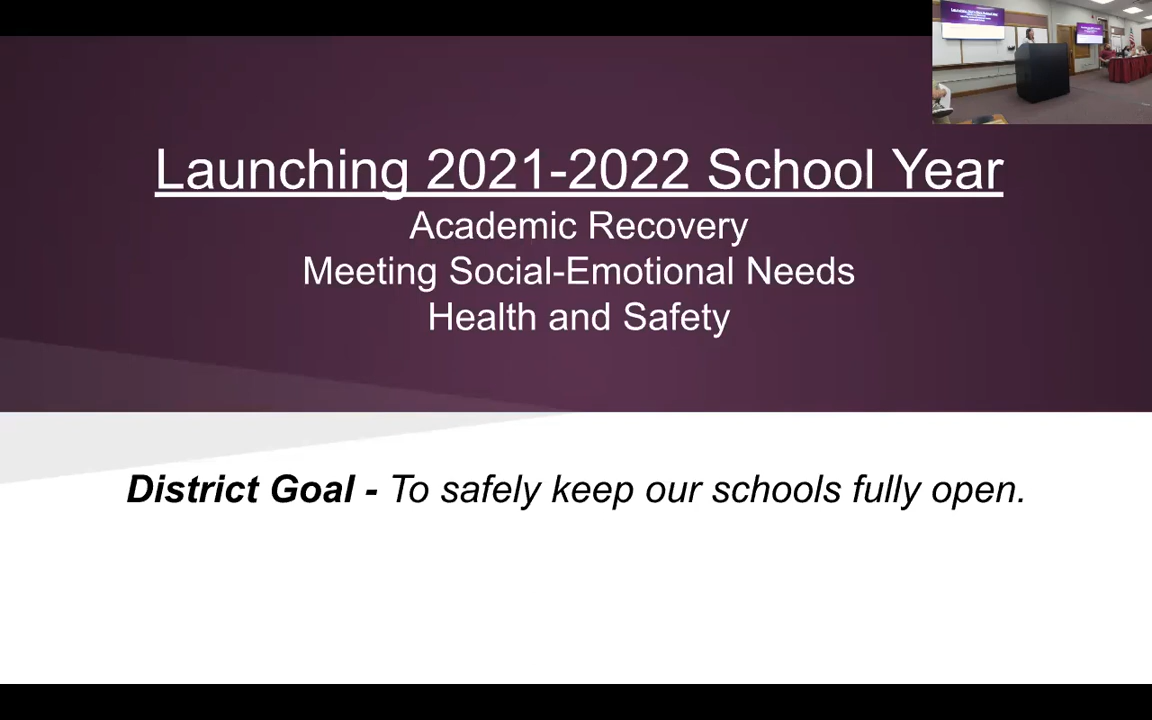 Launching 2021-2022 School Year
Academic Recovery
Meeting Social-Emotional Needs
Health and Safety
District Goal - To safely keep our schools fully open.